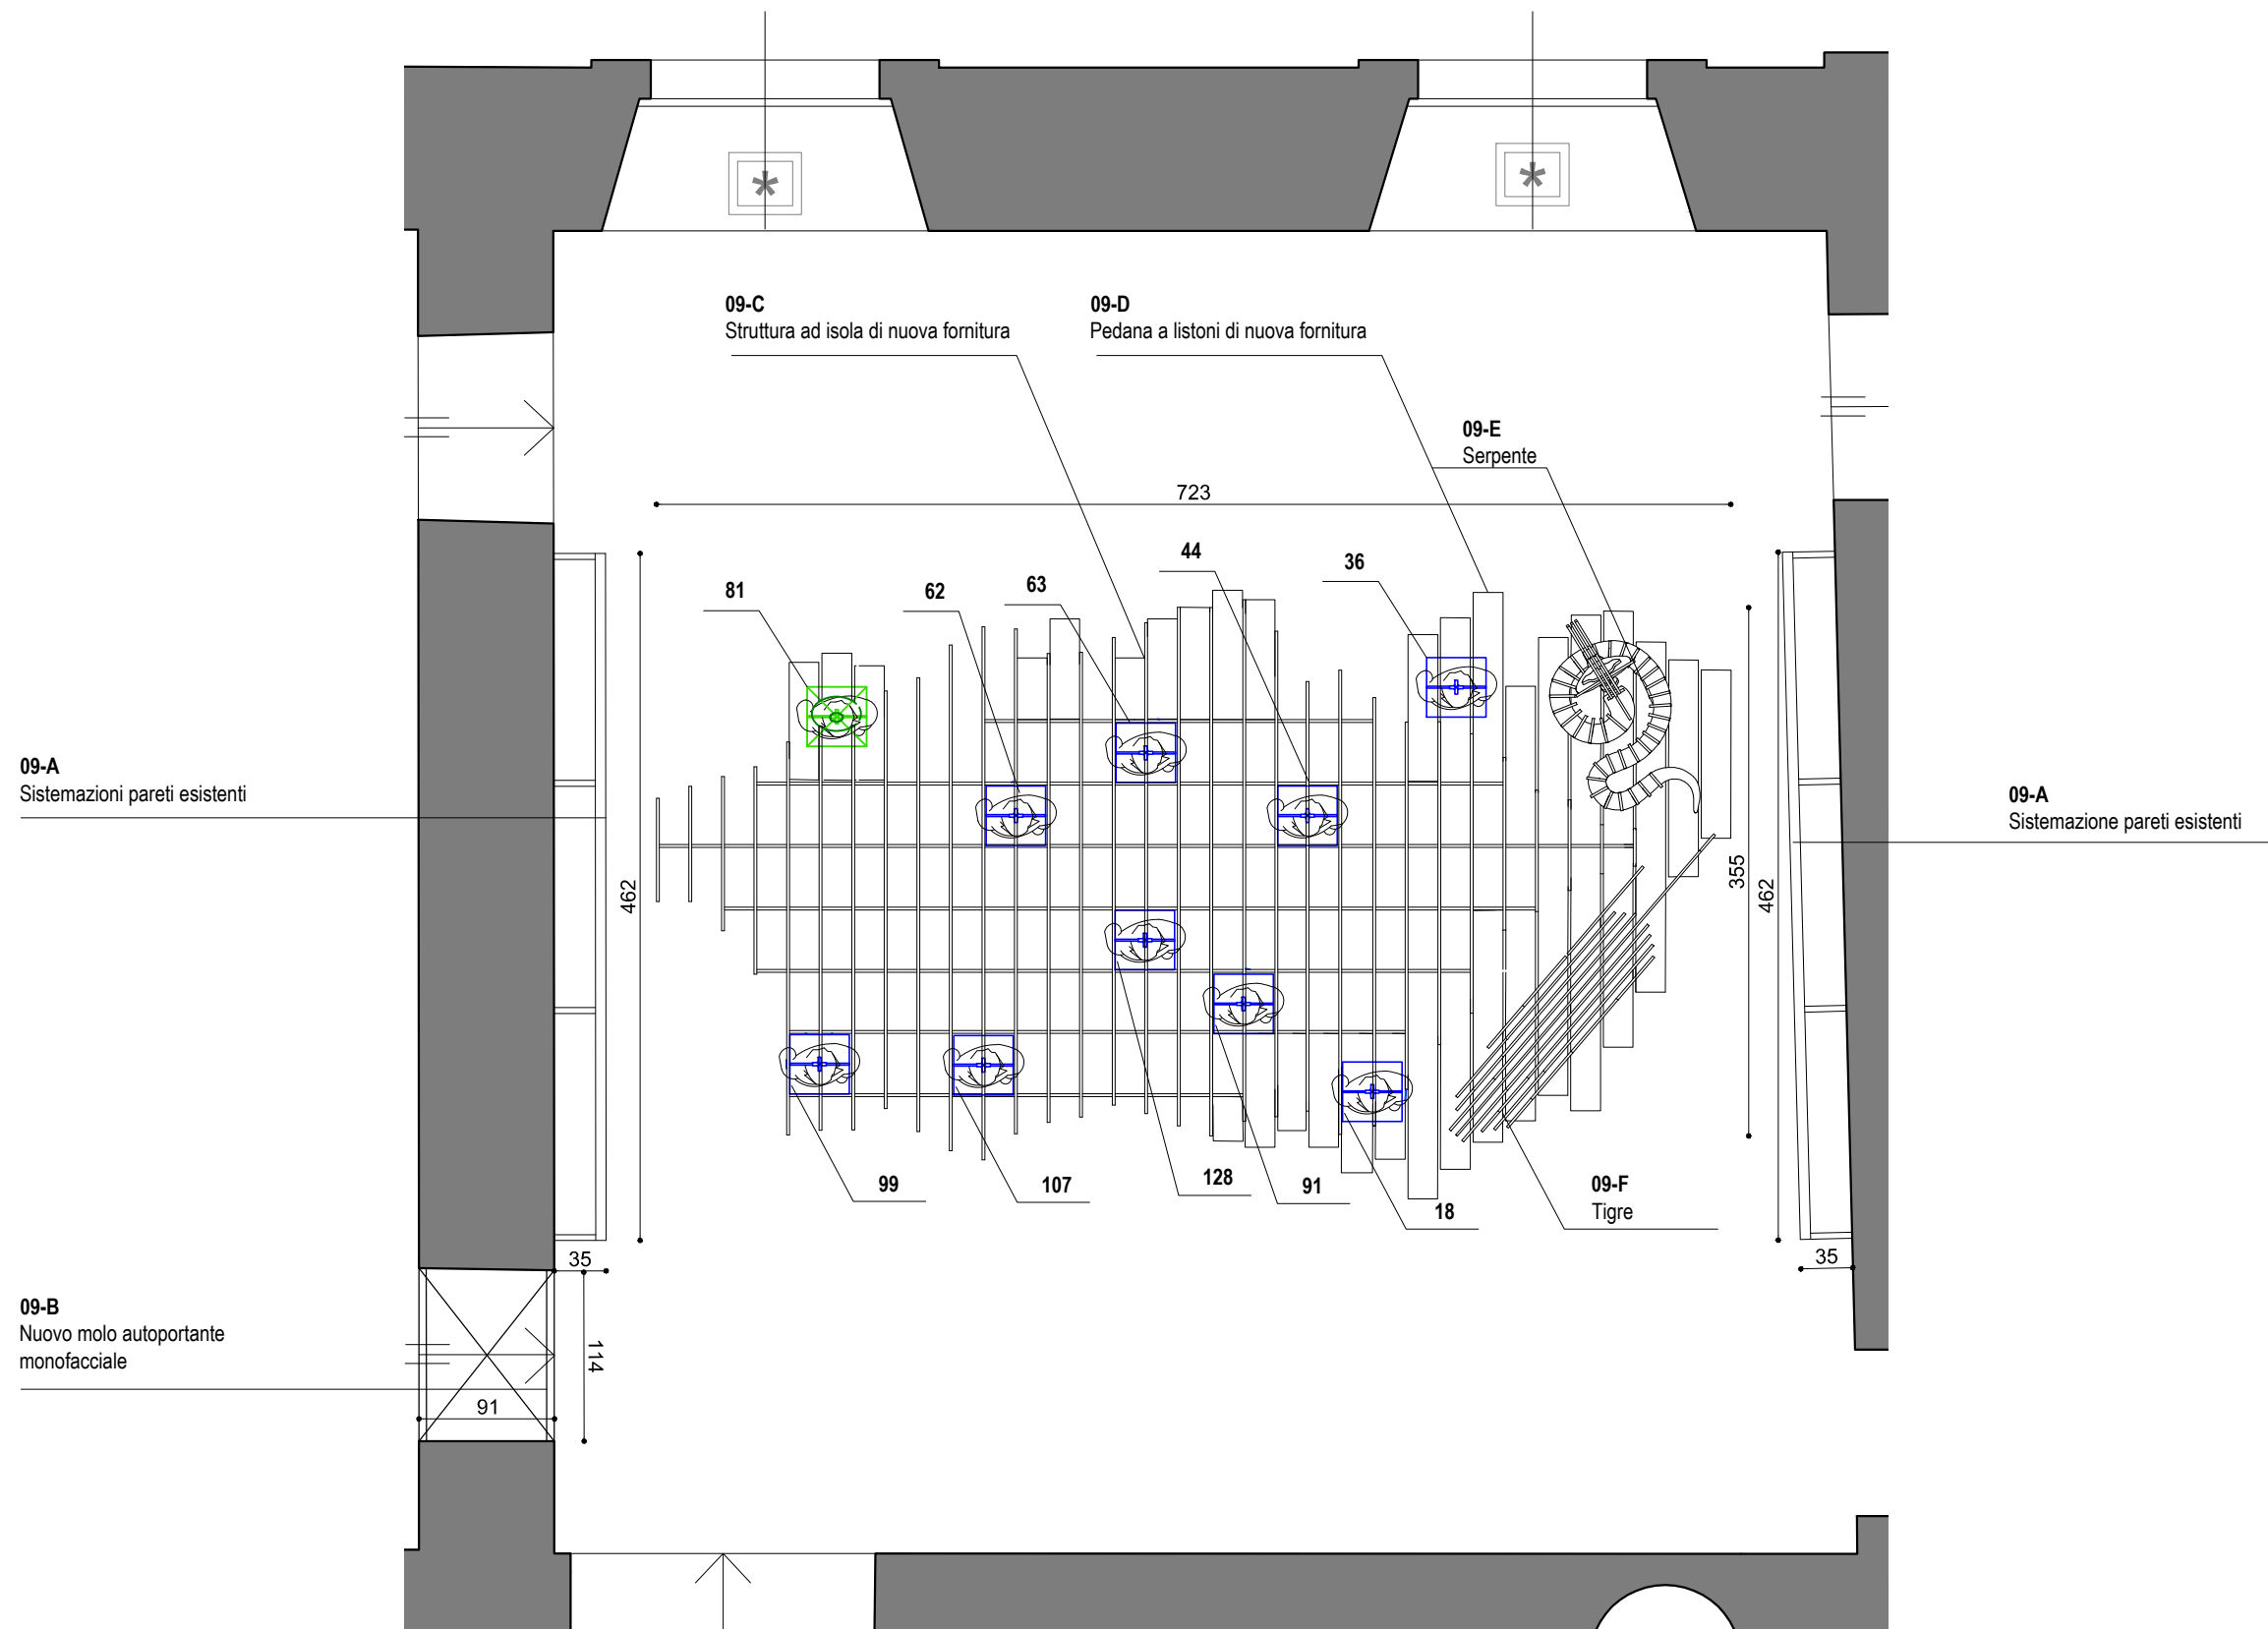 09-C
Struttura ad isola di nuova fornitura
09-D
Pedana a listoni di nuova fornitura
09-E
Serpente
723
44
36
63
62
81
09-A
Sistemazioni pareti esistenti
09-A
Sistemazione pareti esistenti
462
355
462
99
107
128
91
18
09-F
Tigre
35
35
09-B
Nuovo molo autoportante
monofacciale
114
91